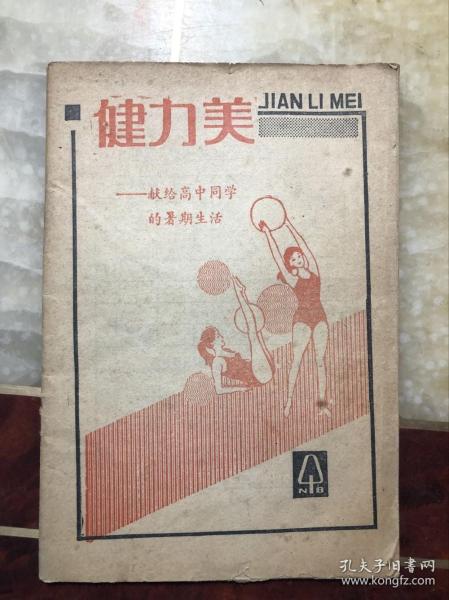 健力美
JIAN LI MEI
——献给高中同学
的暑期生活
N B
孔夫子旧书网
www.kongfz.com